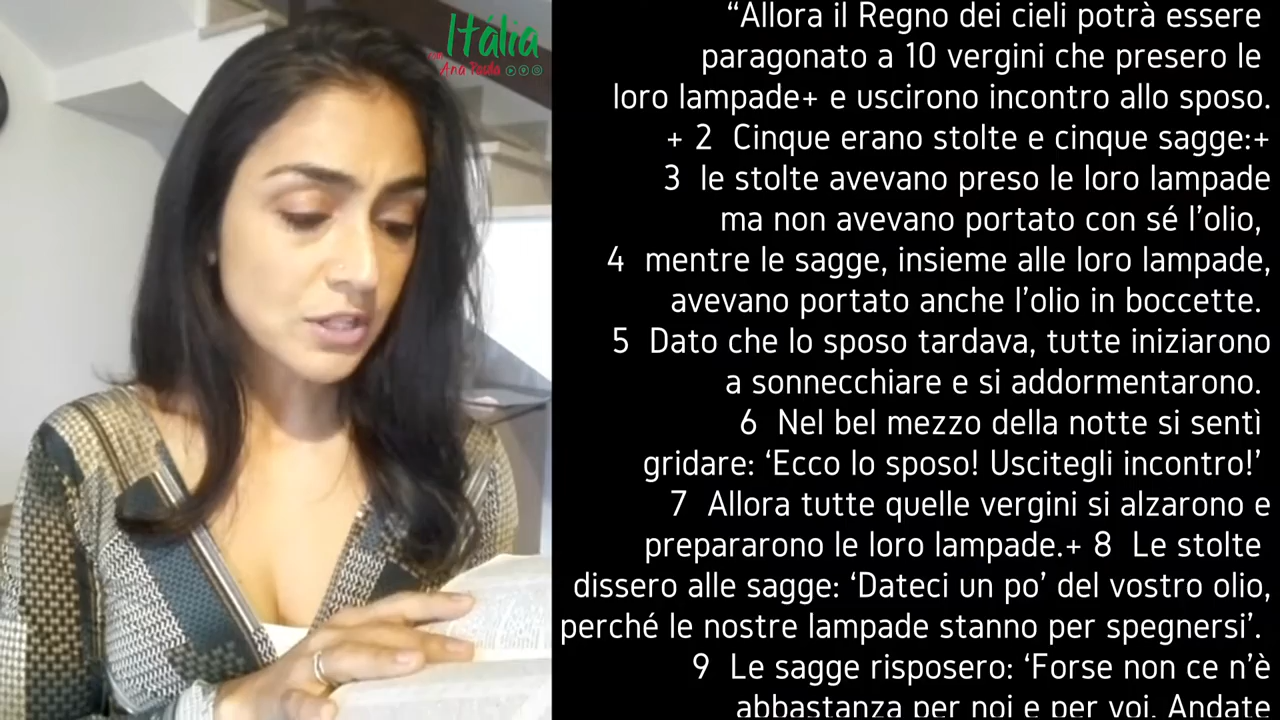 Itália
Ana Paula
“Allora il Regno dei cieli potrà essere
paragonato a 10 vergini che presero le
loro lampade+ e uscirono incontro allo sposo.
+ 2 Cinque erano stolte e cinque sagge:+
3 le stolte avevano preso le loro lampade
ma non avevano portato con sé l’olio,
4 mentre le sagge, insieme alle loro lampade,
avevano portato anche l’olio in boccette.
5 Dato che lo sposo tardava, tutte iniziarono
a sonnecchiare e si addormentarono.
6 Nel bel mezzo della notte si sentì
gridare: ‘Ecco lo sposo! Uscitegli incontro!’
7 Allora tutte quelle vergini si alzarono e
prepararono le loro lampade.+ 8 Le stolte
dissero alle sagge: ‘Dateci un po’ del vostro olio,
perché le nostre lampade stanno per spegnersi’.
9 Le sagge risposero: ‘Forse non ce n’è
abbastanza per noi e per voi. Andate